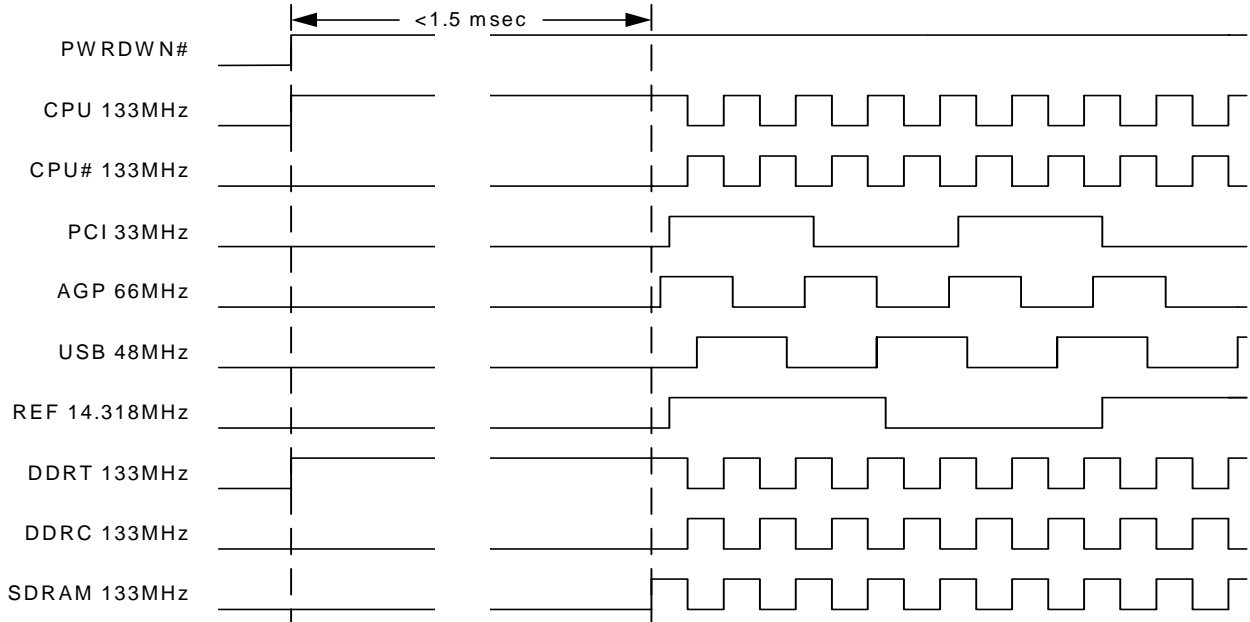 <1.5 msec
PWRDWN#
CPU 133MHz
CPU# 133MHz
PCI 33MHz
AGP 66MHz
USB 48MHz
REF 14.318MHz
DDRT 133MHz
DDRC 133MHz
SDRAM 133MHz